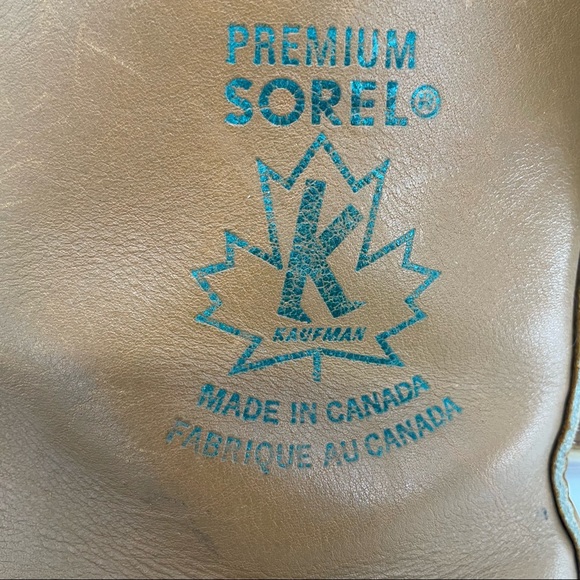 PREMIUM
SOREL®
K
KAUFMAN
MADE IN CANADA
FABRIQUE AU CANADA